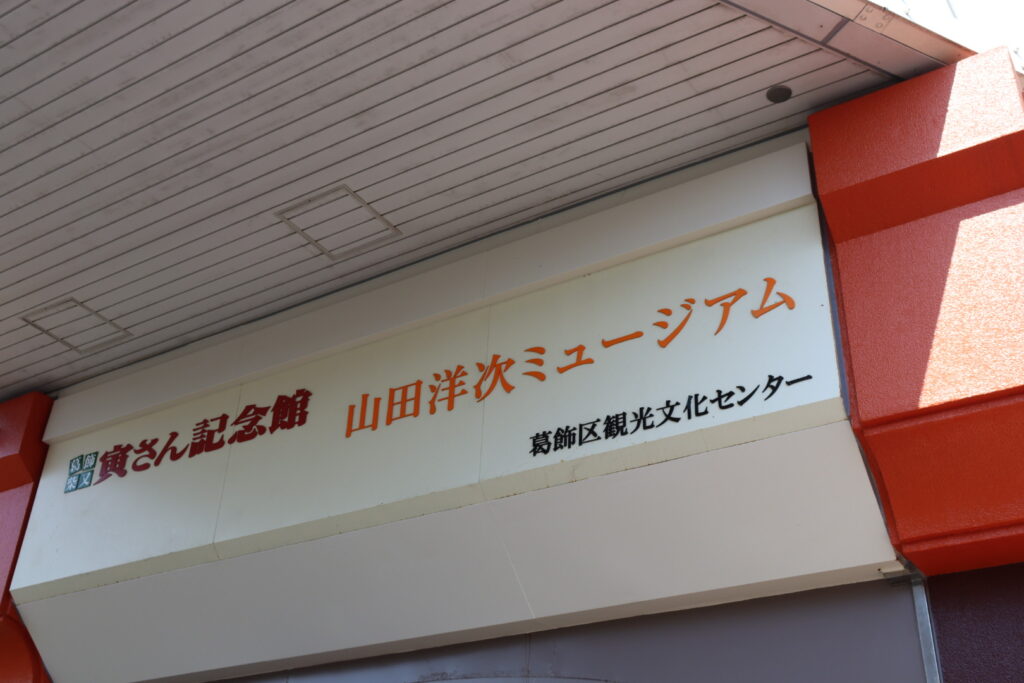 葛飾柴又 寅さん記念館 山田洋次ミュージアム
葛飾区観光文化センター